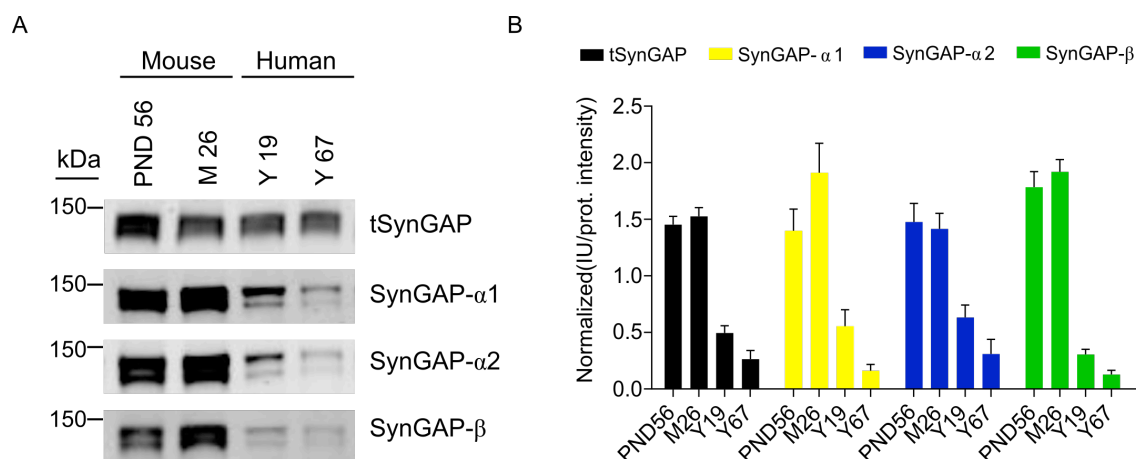 A
Mouse Human
kDa
PND 56
M 26
Y 19
Y 67
150
tSynGAP
150
SynGAP-α1
150
SynGAP-α2
150
SynGAP-β
B
tSynGAP SynGAP-α1 SynGAP-α2 SynGAP-β
Normalized(IU/prot. intensity)
2.5
2.0
1.5
1.0
0.5
0.0
PND56 M26 Y19 Y67 PND56 M26 Y19 Y67 PND56 M26 Y19 Y67 PND56 M26 Y19 Y67